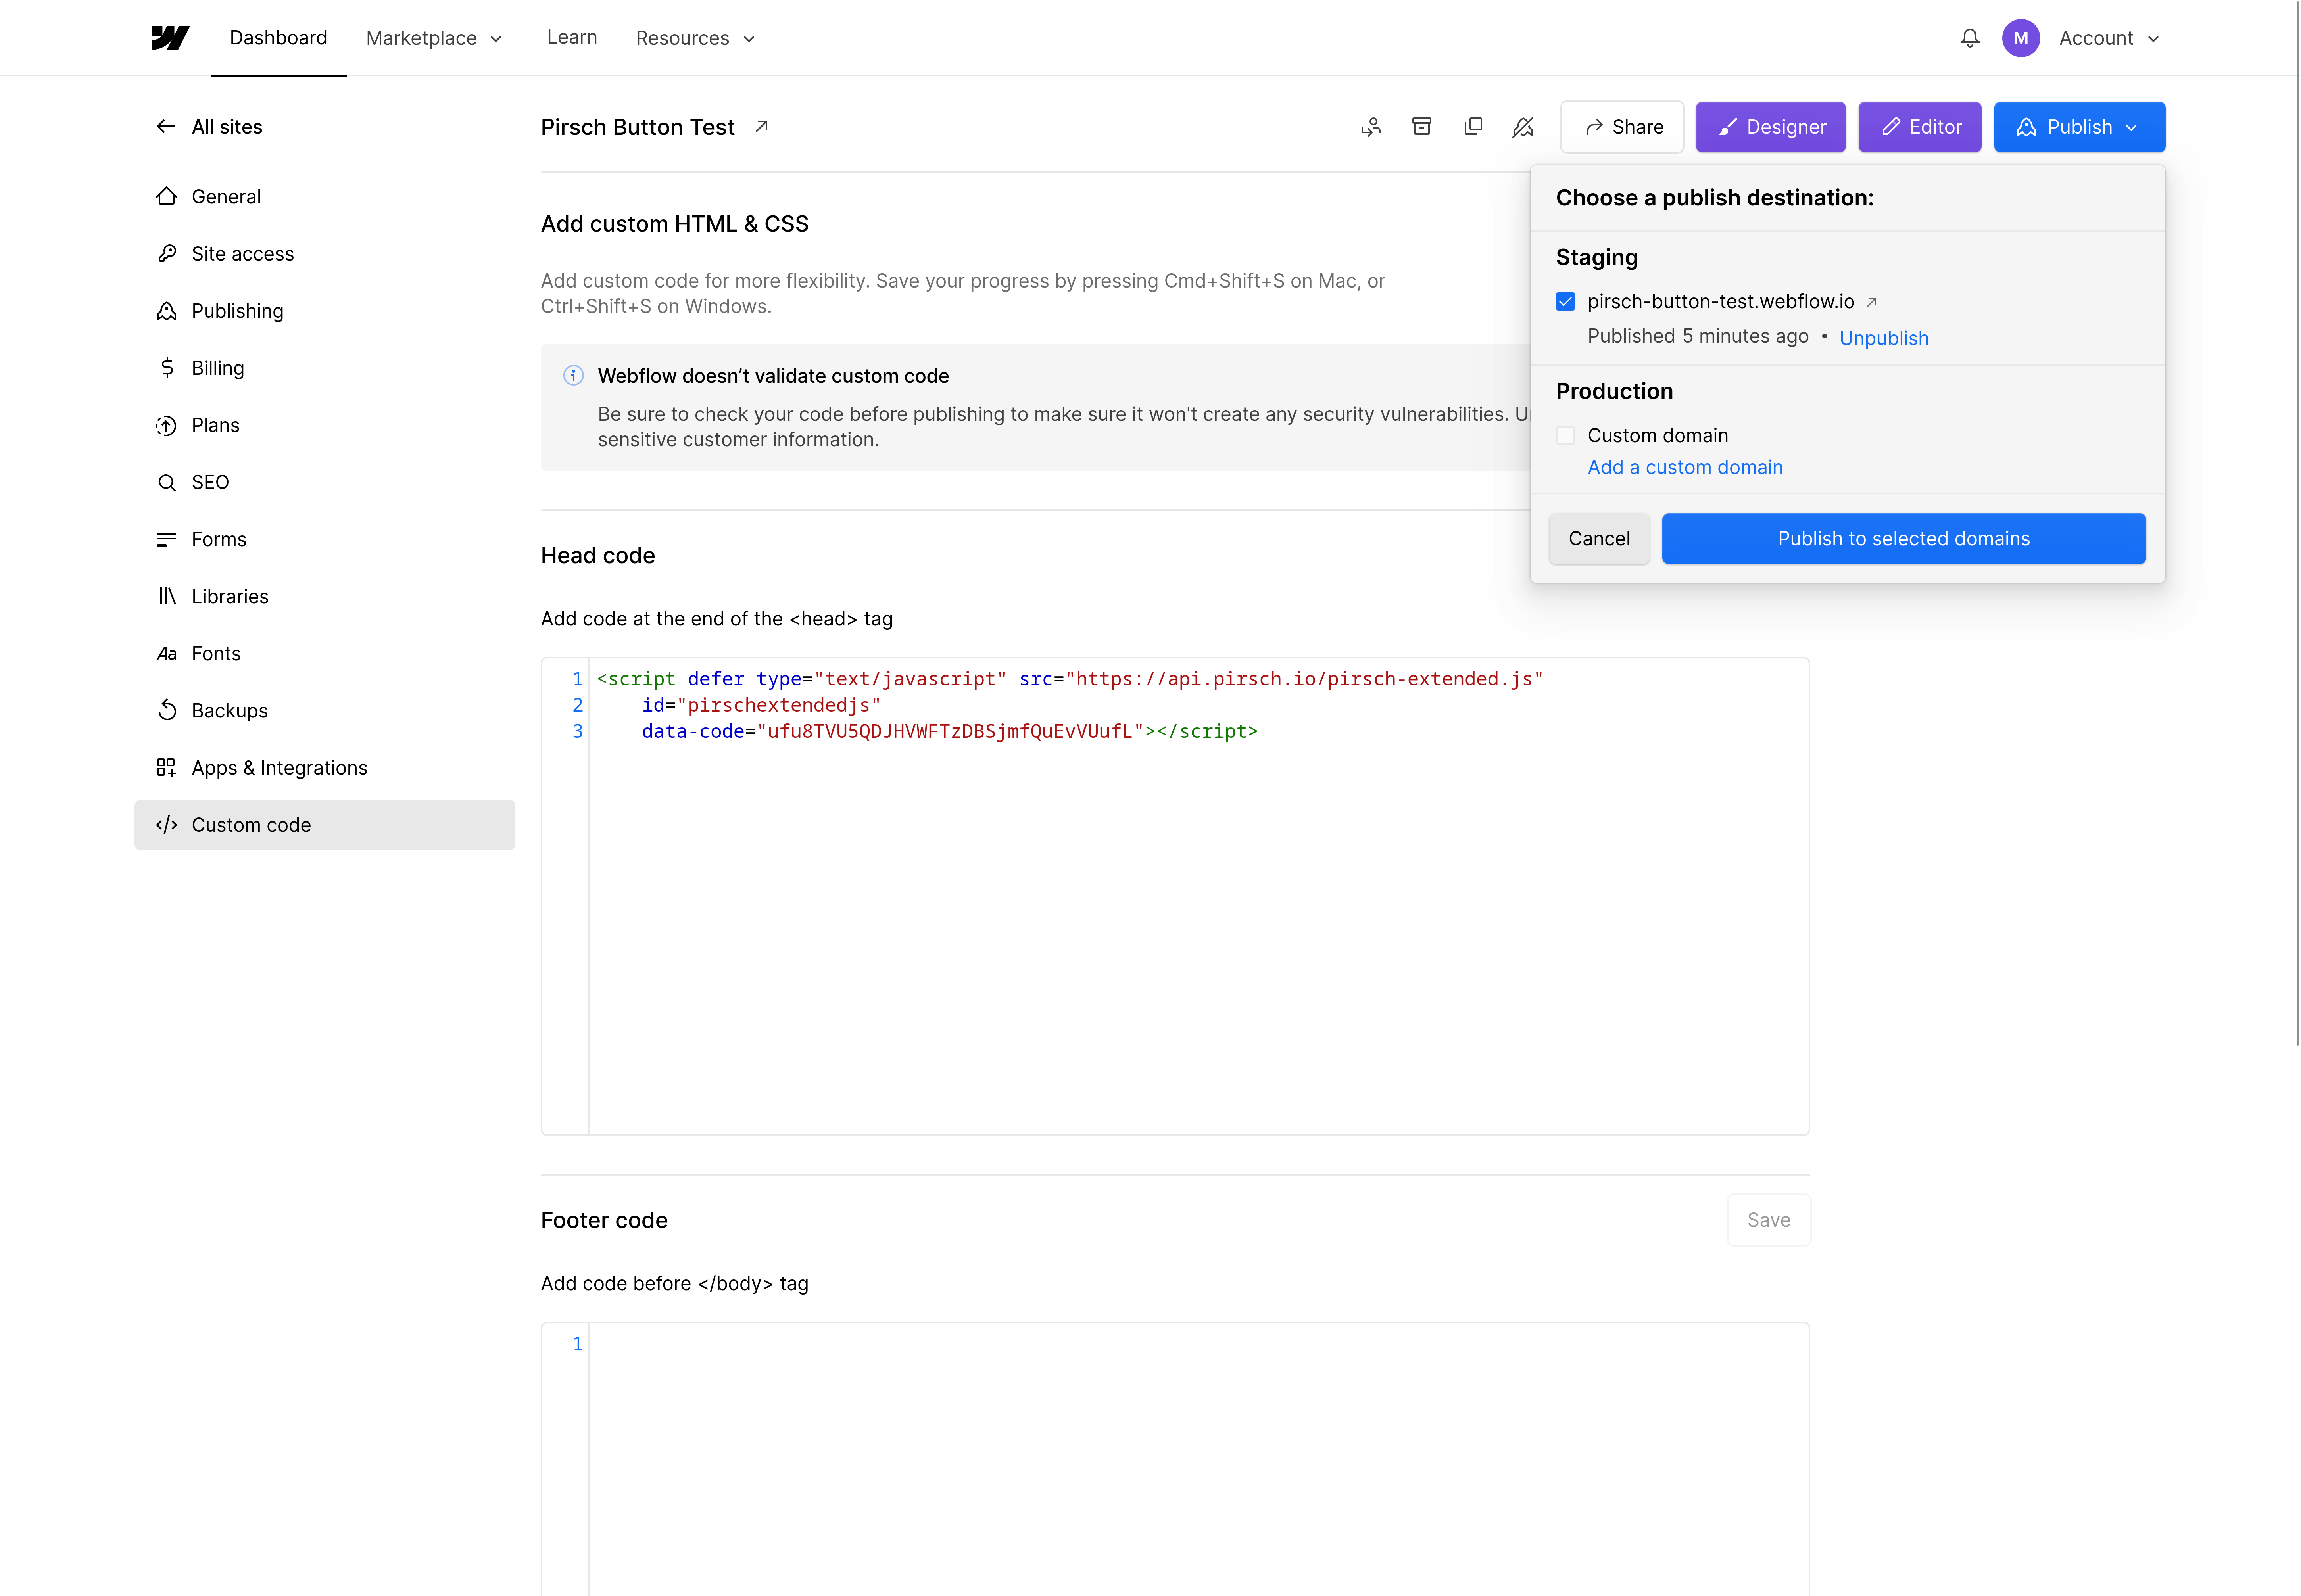 Dashboard
Marketplace
Learn
Resources
M
Account
All sites
General
Site access
Publishing
Billing
Plans
SEO
Forms
Libraries
Aa Fonts
Backups
Apps & Integrations
</> Custom code
Pirsch Button Test
Share
Designer
Editor
Publish
Add custom HTML & CSS
Add custom code for more flexibility. Save your progress by pressing Cmd+Shift+S on Mac, or
Ctrl+Shift+S on Windows.
Webflow doesn’t validate custom code
Be sure to check your code before publishing to make sure it won't create any security vulnerabilities. U
sensitive customer information.
Choose a publish destination:
Staging
pirsch-button-test.webflow.io
Published 5 minutes ago • Unpublish
Production
Custom domain
Add a custom domain
Cancel
Publish to selected domains
Head code
Add code at the end of the <head> tag
1 <script defer type="text/javascript" src="https://api.pirsch.io/pirsch-extended.js"
2 id="pirschextendedjs"
3 data-code="ufu8TVU5QDJHVWFTzDBSjmfQuEvVUufL"></script>
Footer code
Save
Add code before </body> tag
1